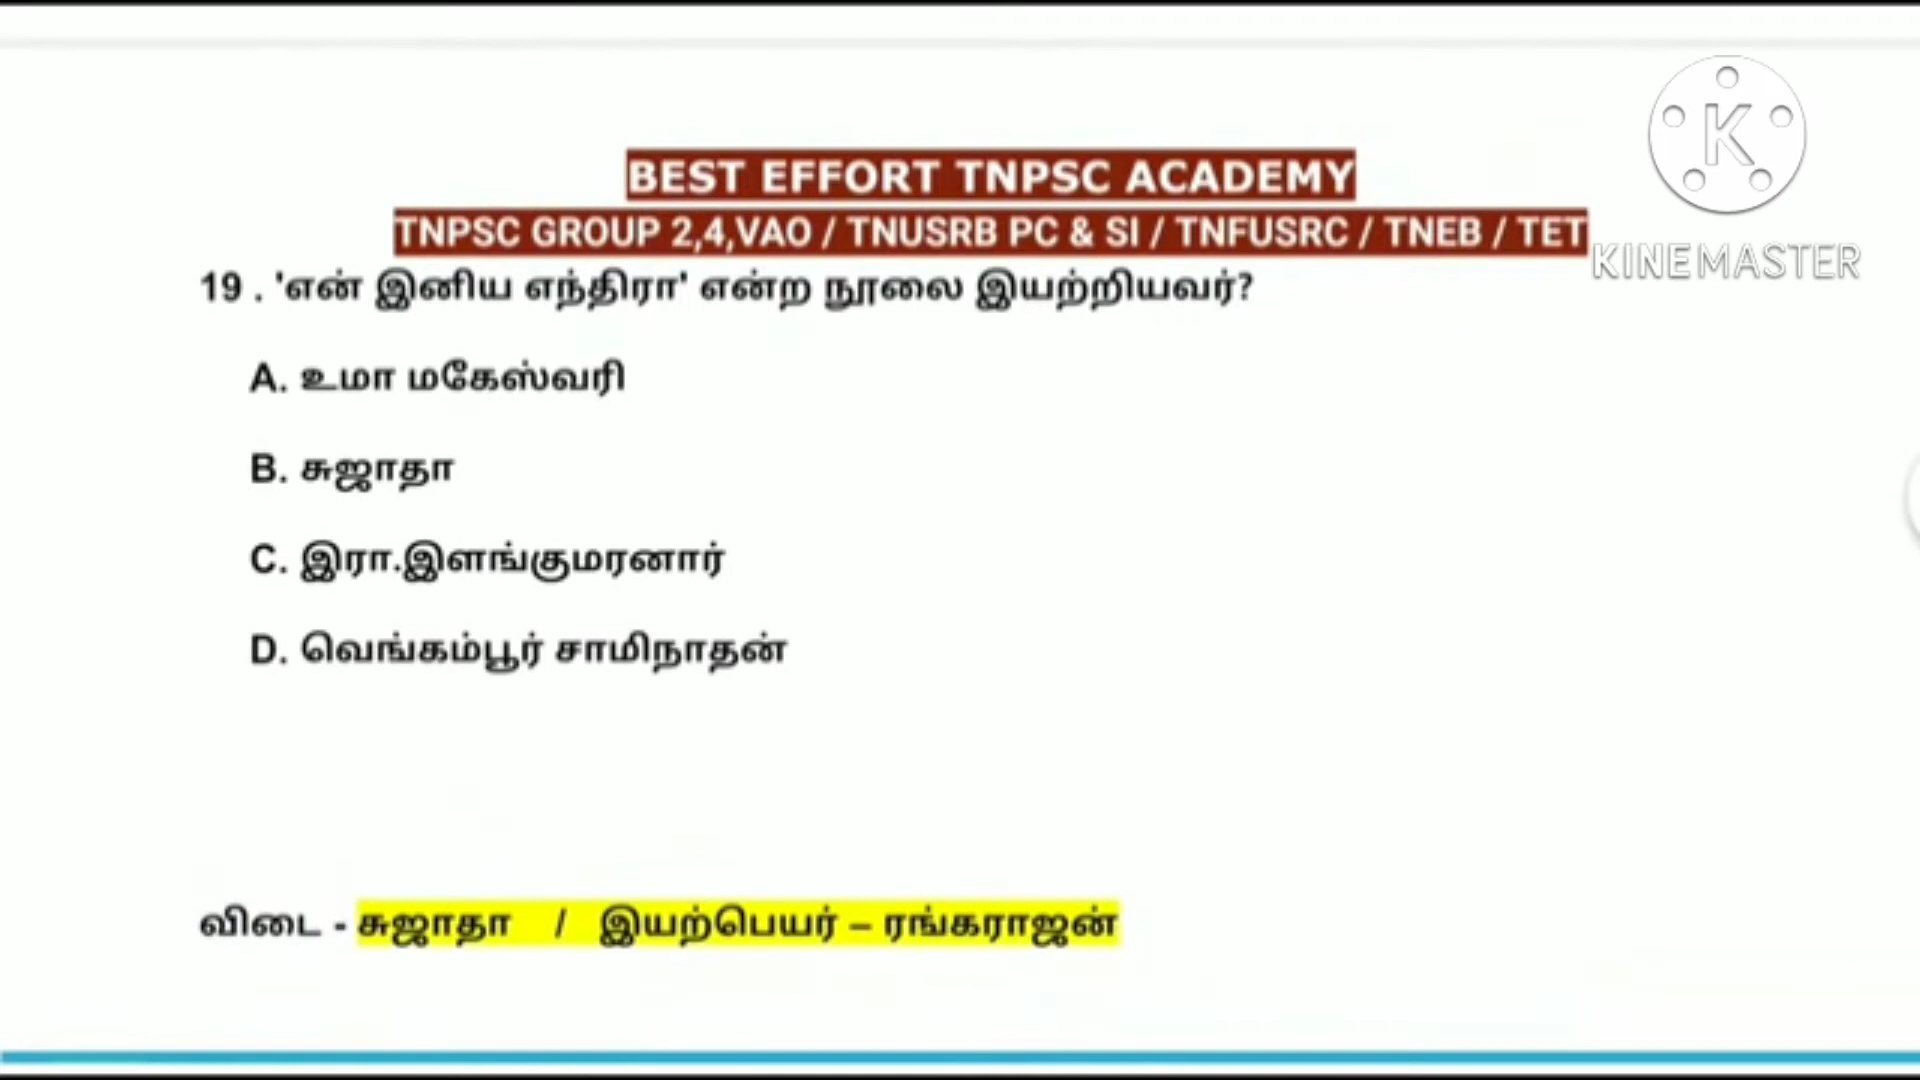 BEST EFFORT TNPSC ACADEMY
TNPSC GROUP 2,4,VAO / TNUSRB PC & SI / TNFUSRC / TNEB / TET
K
KINEMASTER
19 . 'என் இனிய எந்திரா' என்ற நூலை இயற்றியவர்?
A. உமா மகேஸ்வரி
B. சுஜாதா
C. இரா.இளங்குமரனார்
D. வெங்கம்பூர் சாமிநாதன்
விடை - சுஜாதா / இயற்பெயர் – ரங்கராஜன்